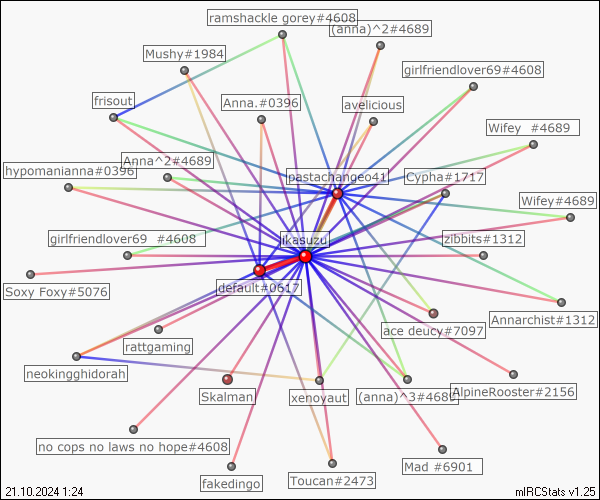 ramshackle gorey#4608
(anna)^2#4689
Mushy#1984
girlfriendlover69#4608
frisout
Anna.#0396
avelicious
Wifey #4689
Anna^2#4689
hypomanianna#0396
pastachangeo41
Cypha#1717
Wifey#4689
girlfriendlover69 #4608
ikasuzu
zibbits#1312
default#0617
Soxy Foxy#5076
Annarchist#1312
ace deucy#7097
rattgaming
neokingghidorah
Skalman
xenoyaut
(anna)^3#4689
AlpineRooster#2156
no cops no laws no hope#4608
fakedingo
Toucan#2473
Mad #6901
21.10.2024 1:24
mIRCStats v1.25